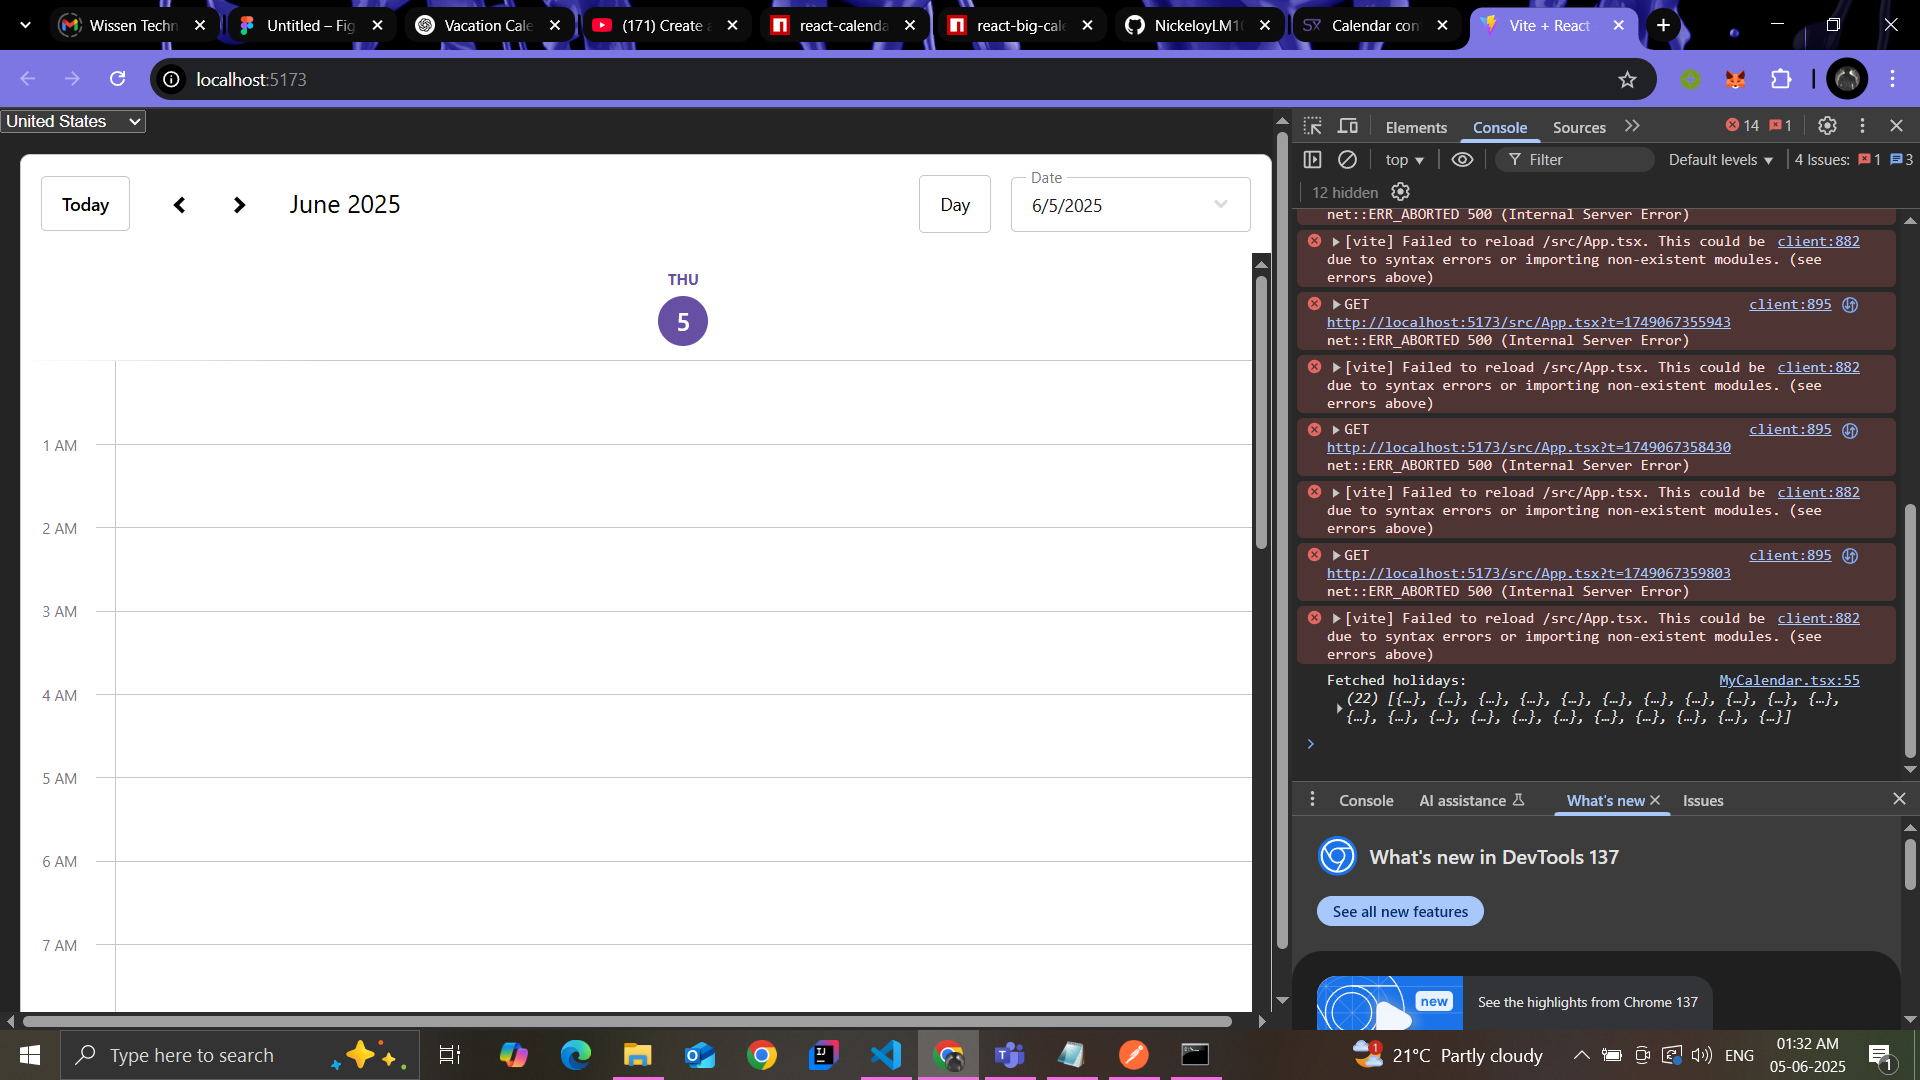 Wissen Techn
Untitled – Fig
Vacation Cale
(171) Create a
react-calenda
react-big-cale
NickeloyLM1
Calendar con
Vite + React
localhost:5173
United States
Today
June 2025
Day
Date
6/5/2025
THU
5
1 AM
2 AM
3 AM
4 AM
5 AM
6 AM
7 AM
Elements
Console
Sources
14
1
top
Filter
Default levels
4 Issues:
1
3
12 hidden
net::ERR_ABORTED 500 (Internal Server Error)
[vite] Failed to reload /src/App.tsx. This could be client:882
due to syntax errors or importing non-existent modules. (see
errors above)
GET client:895
http://localhost:5173/src/App.tsx?t=1749067355943
net::ERR_ABORTED 500 (Internal Server Error)
[vite] Failed to reload /src/App.tsx. This could be client:882
due to syntax errors or importing non-existent modules. (see
errors above)
GET client:895
http://localhost:5173/src/App.tsx?t=1749067358430
net::ERR_ABORTED 500 (Internal Server Error)
[vite] Failed to reload /src/App.tsx. This could be client:882
due to syntax errors or importing non-existent modules. (see
errors above)
GET client:895
http://localhost:5173/src/App.tsx?t=1749067359803
net::ERR_ABORTED 500 (Internal Server Error)
[vite] Failed to reload /src/App.tsx. This could be client:882
due to syntax errors or importing non-existent modules. (see
errors above)
Fetched holidays: MyCalendar.tsx:55
(22) [{…}, {…}, {…}, {…}, {…}, {…}, {…}, {…}, {…}, {…}, {…},
{…}, {…}, {…}, {…}, {…}, {…}, {…}, {…}, {…}, {…}, {…}]
Console
AI assistance
What's new
Issues
What's new in DevTools 137
See all new features
new
See the highlights from Chrome 137
Type here to search
1
21°C Partly cloudy
ENG
01:32 AM
05-06-2025
1